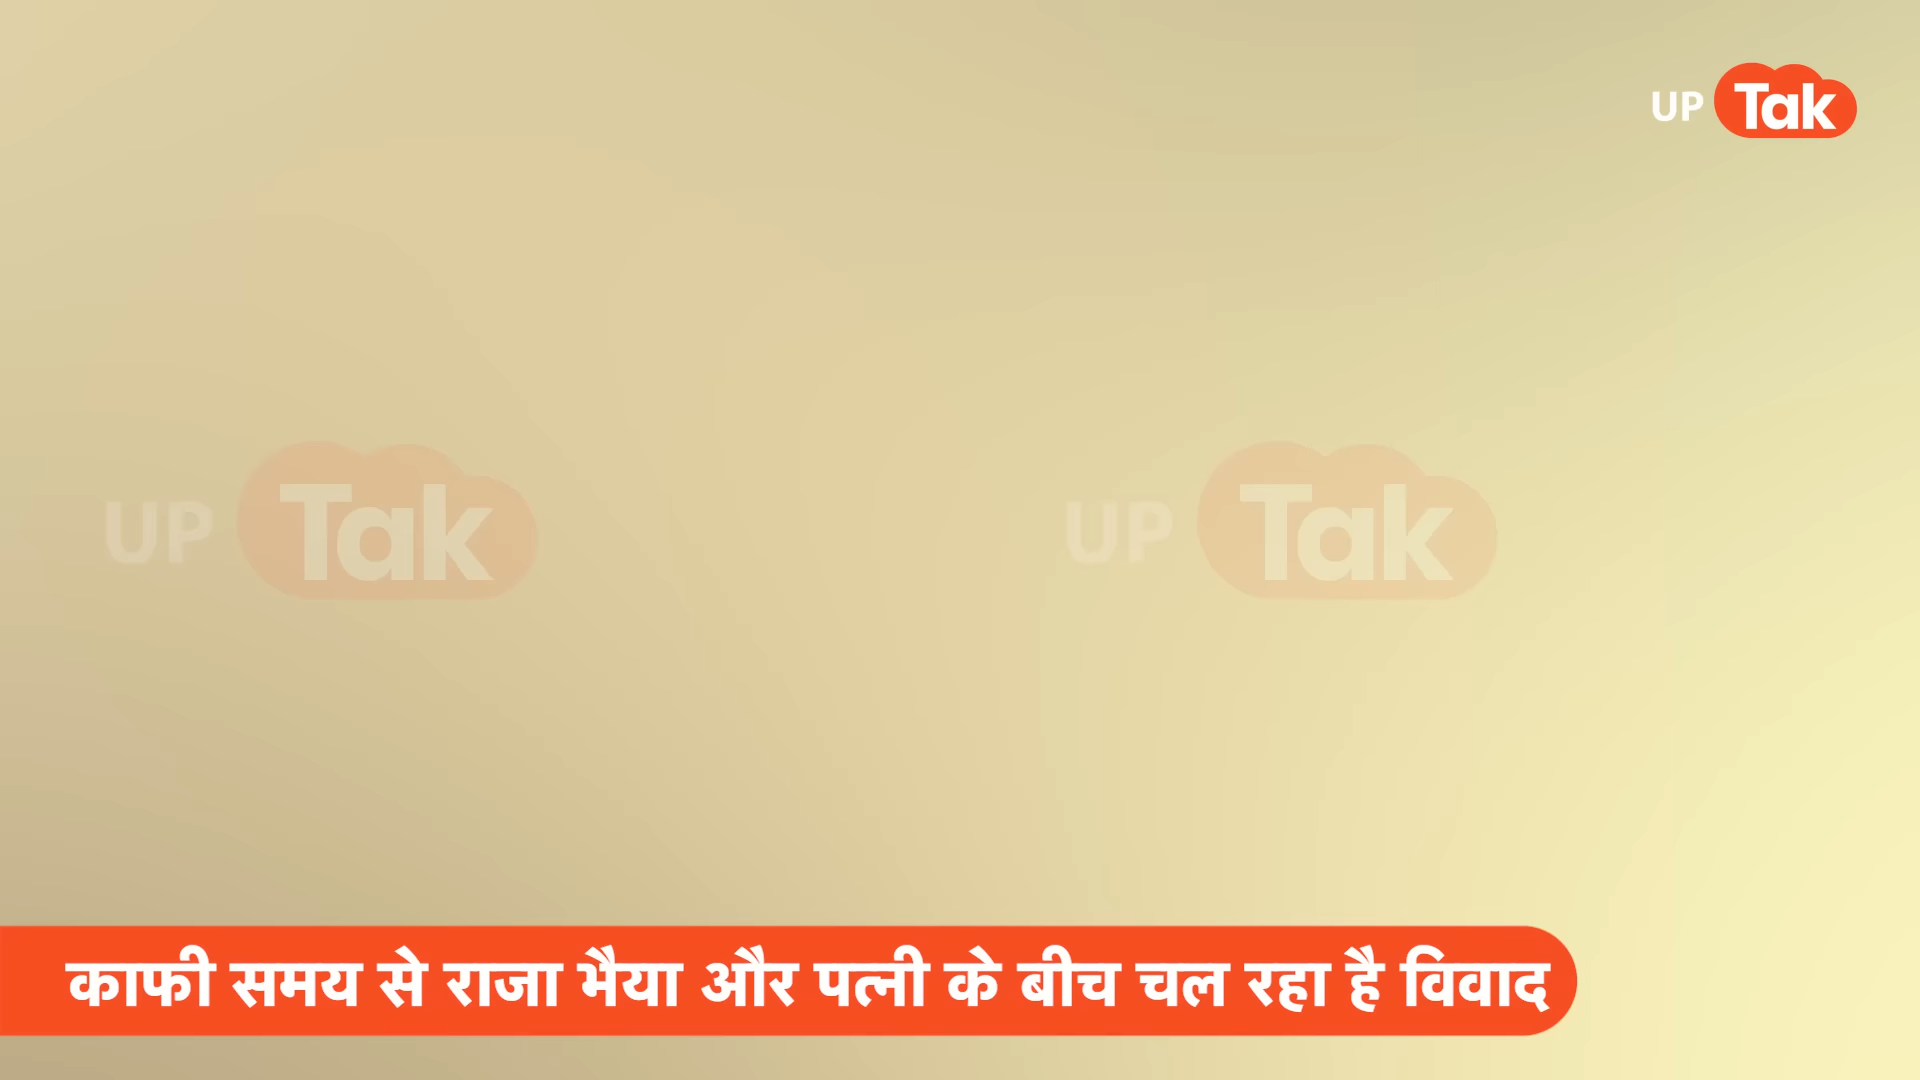 UP Tak
UP Tak
UP Tak
काफी समय से राजा भैया और पत्नी के बीच चल रहा है विवाद